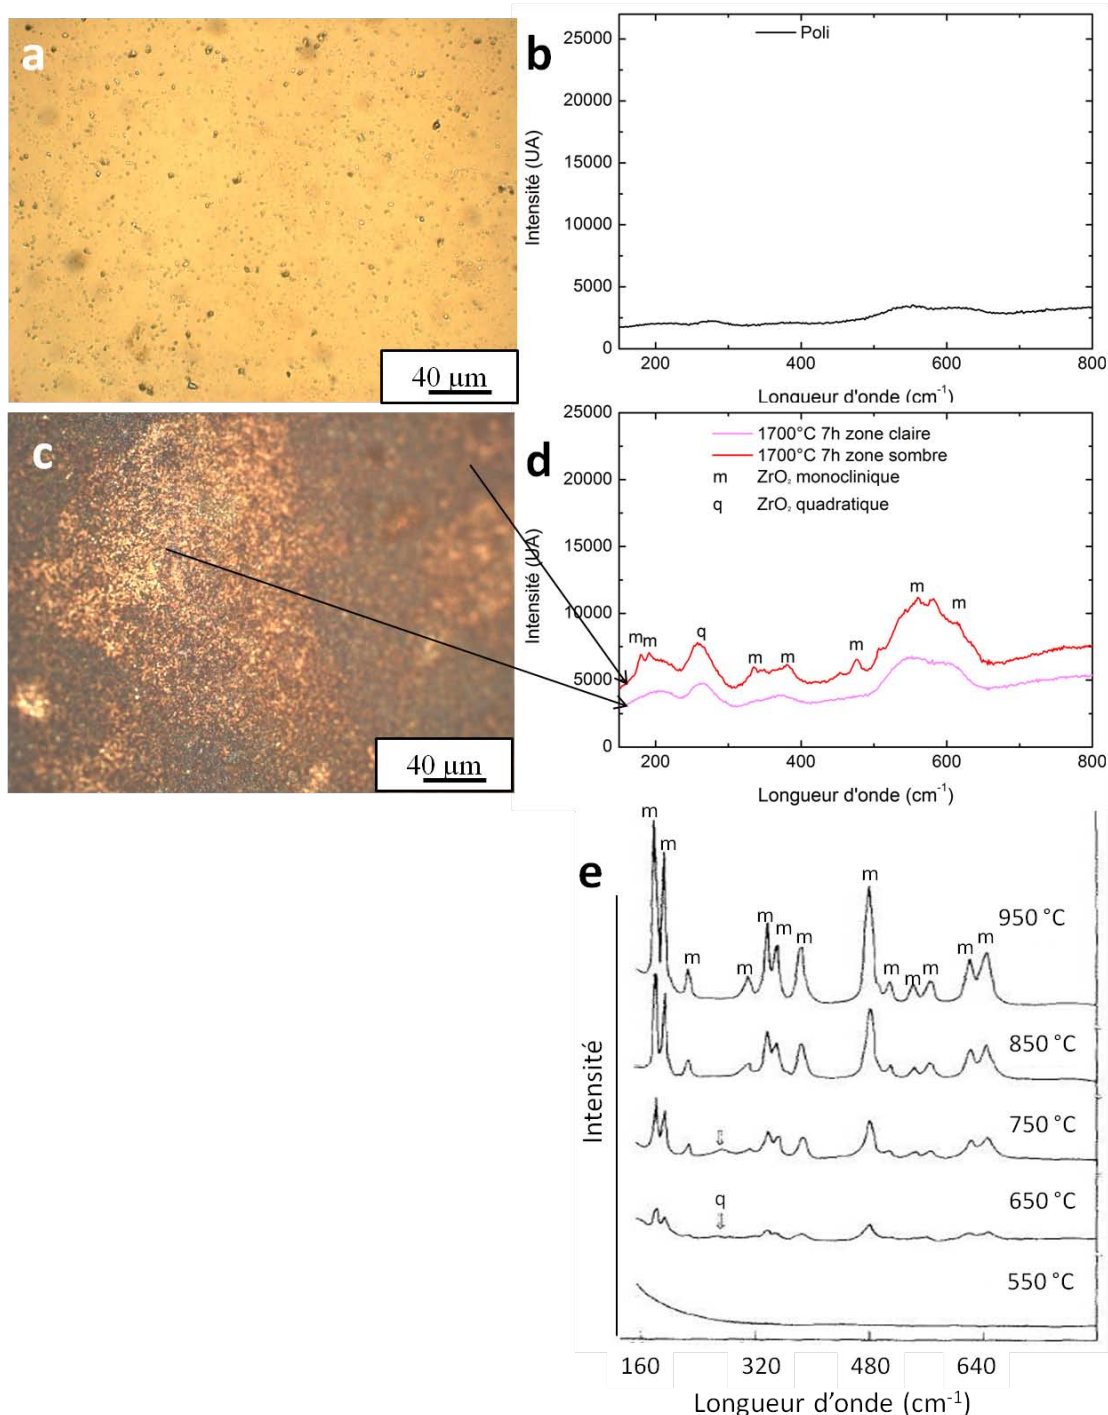 a
40 µm
b
Poli
25000
20000
15000
10000
5000
0
Intensité (UA)
200 400 600 800
Longueur d'onde (cm-1)
c
40 µm
d
1700°C 7h zone claire
1700°C 7h zone sombre
m ZrO₂ monoclinique
q ZrO₂ quadratique
25000
20000
15000
10000
5000
0
Intensité (UA)
m m q m m m m m
200 400 600 800
Longueur d'onde (cm-1)
e
Intensité
m m m m m m m m m m m m m
950 °C
850 °C
750 °C
q
650 °C
550 °C
160 320 480 640
Longueur d’onde (cm-1)